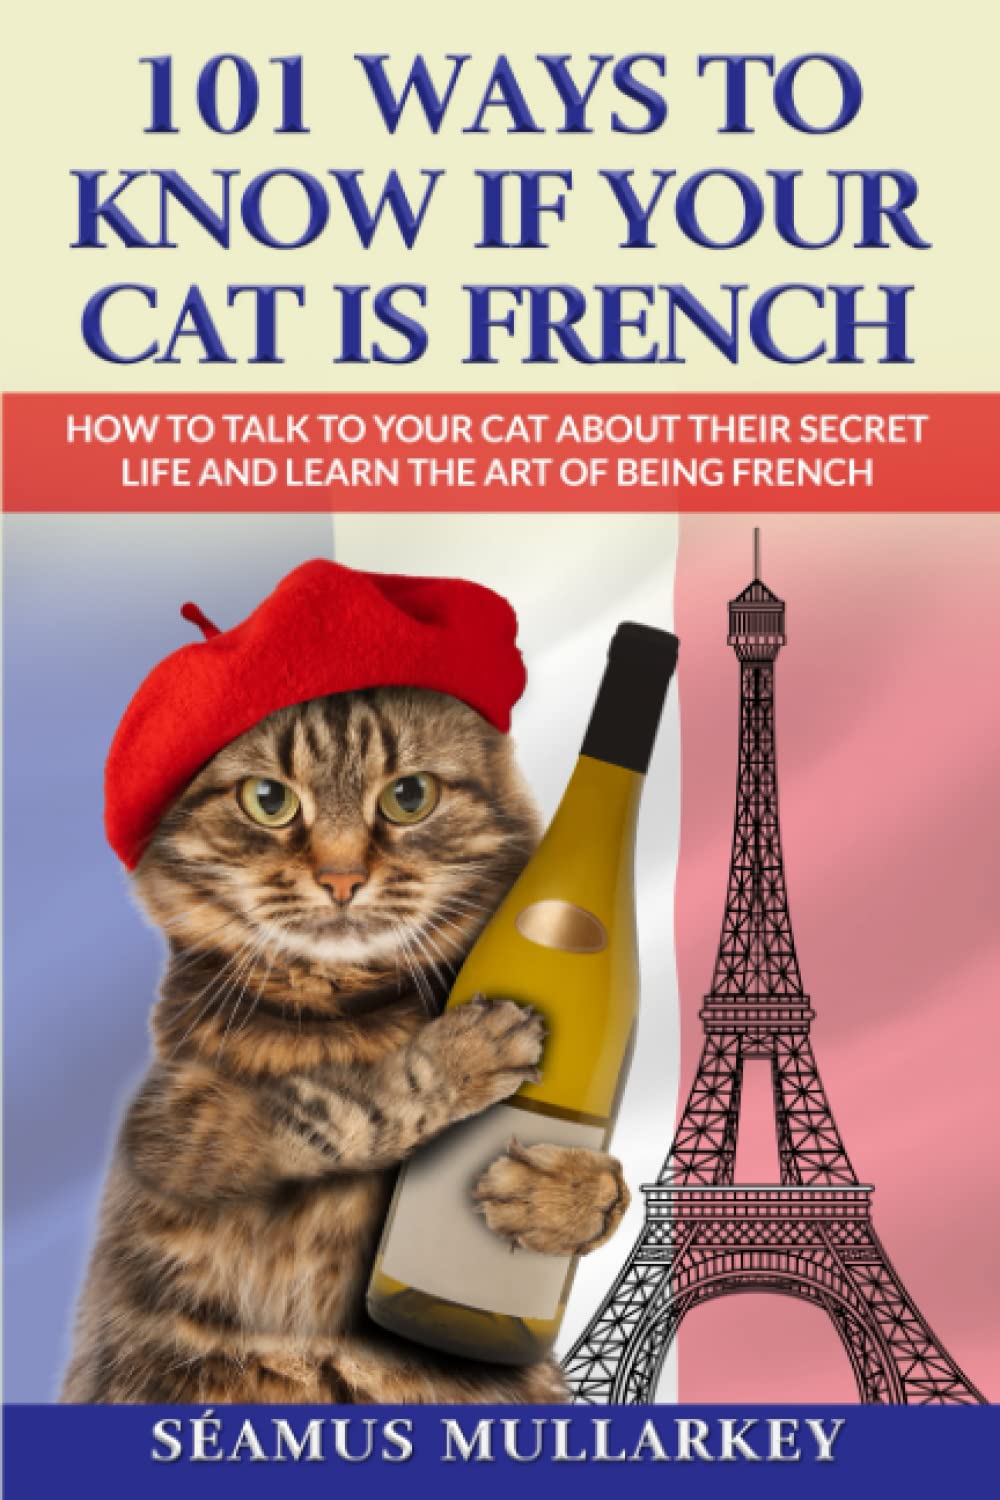 101 WAYS TO
KNOW IF YOUR
CAT IS FRENCH
HOW TO TALK TO YOUR CAT ABOUT THEIR SECRET
LIFE AND LEARN THE ART OF BEING FRENCH
SÉAMUS MULLARKEY